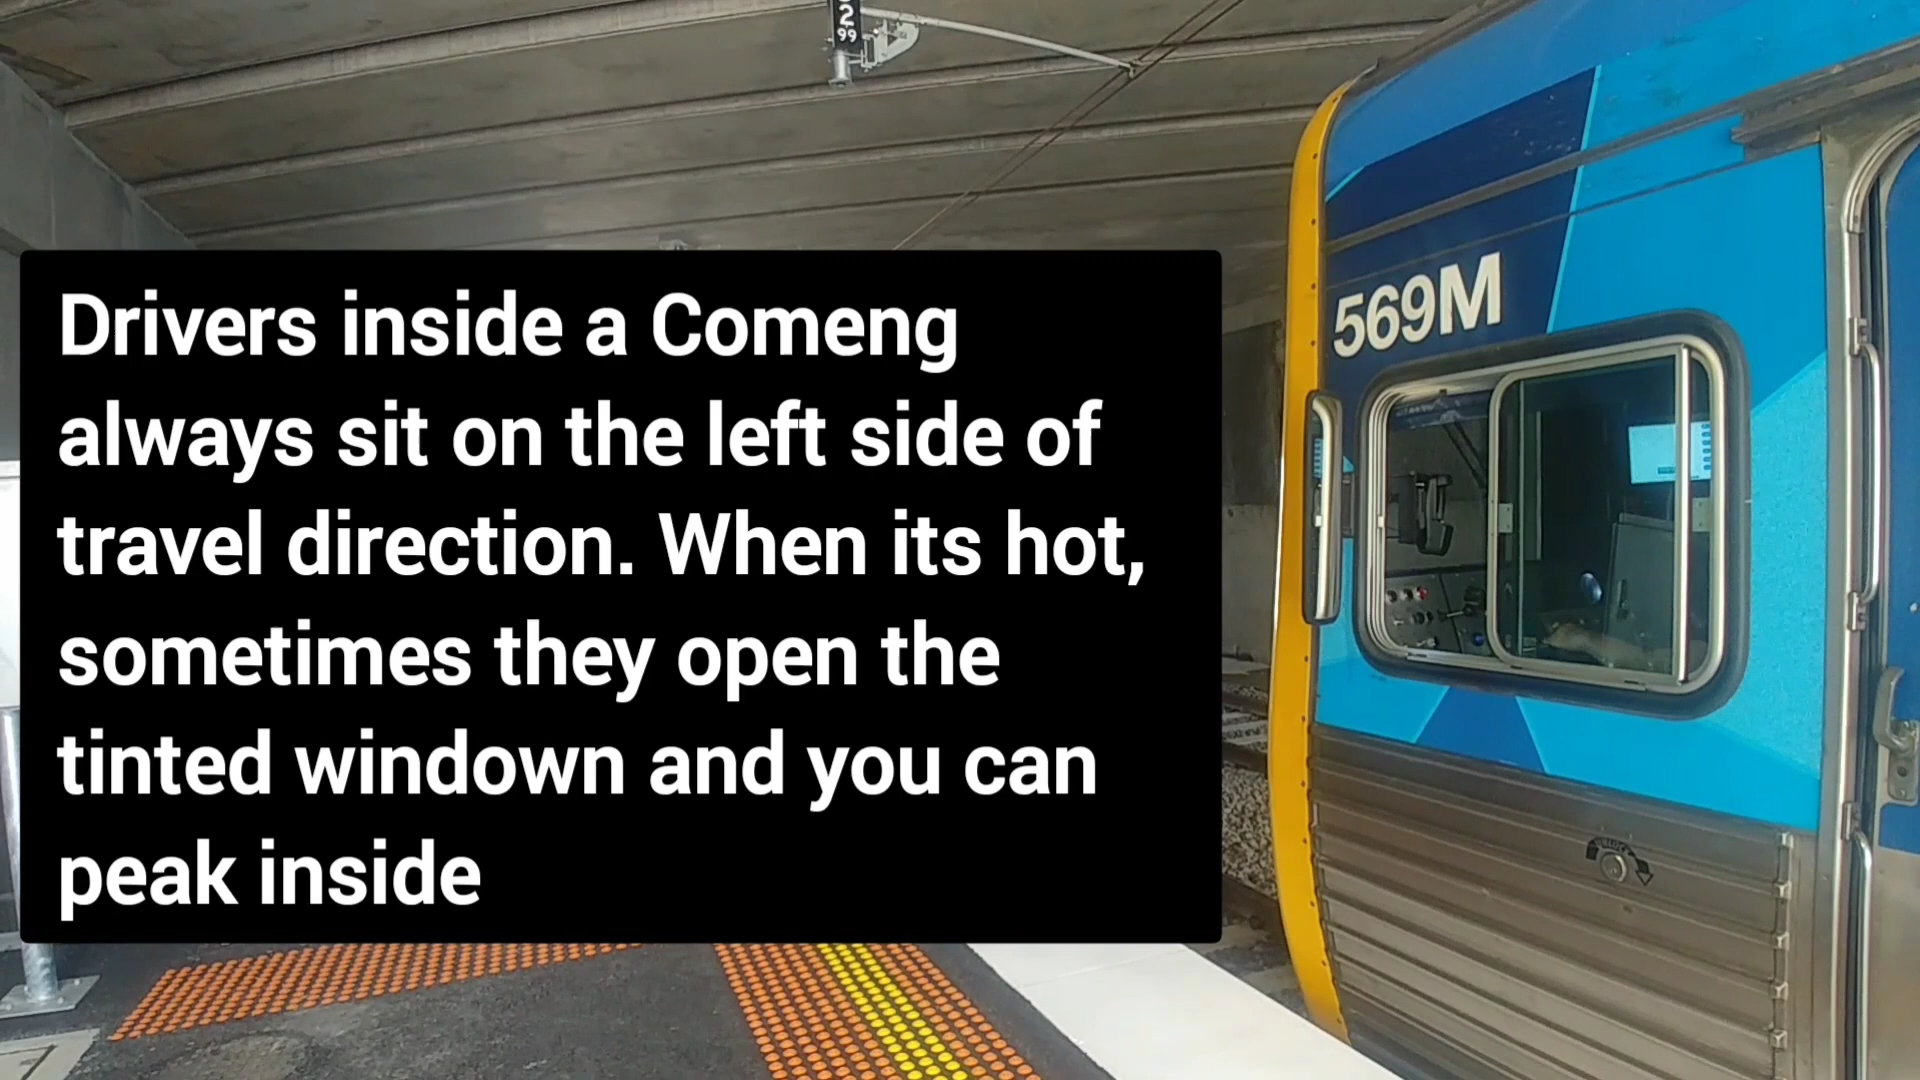 2
99
569M
Drivers inside a Comeng
always sit on the left side of
travel direction. When its hot,
sometimes they open the
tinted windown and you can
peak inside